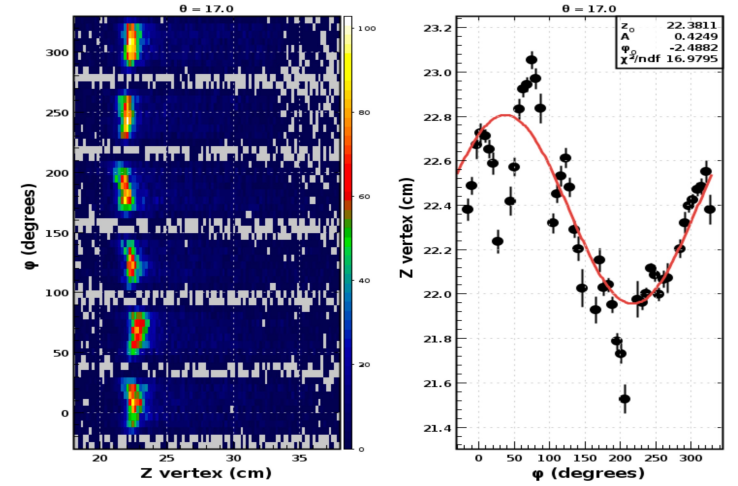 θ = 17.0
φ (degrees)
300
250
200
150
100
50
0
20 25 30 35
Z vertex (cm)
100
80
60
40
20
0
θ = 17.0
z₀ 22.3811
A 0.4249
φ₀ -2.4882
χ²/ndf 16.9795
Z vertex (cm)
23.2
23.0
22.8
22.6
22.4
22.2
22.0
21.8
21.6
21.4
0 50 100 150 200 250 300
φ (degrees)